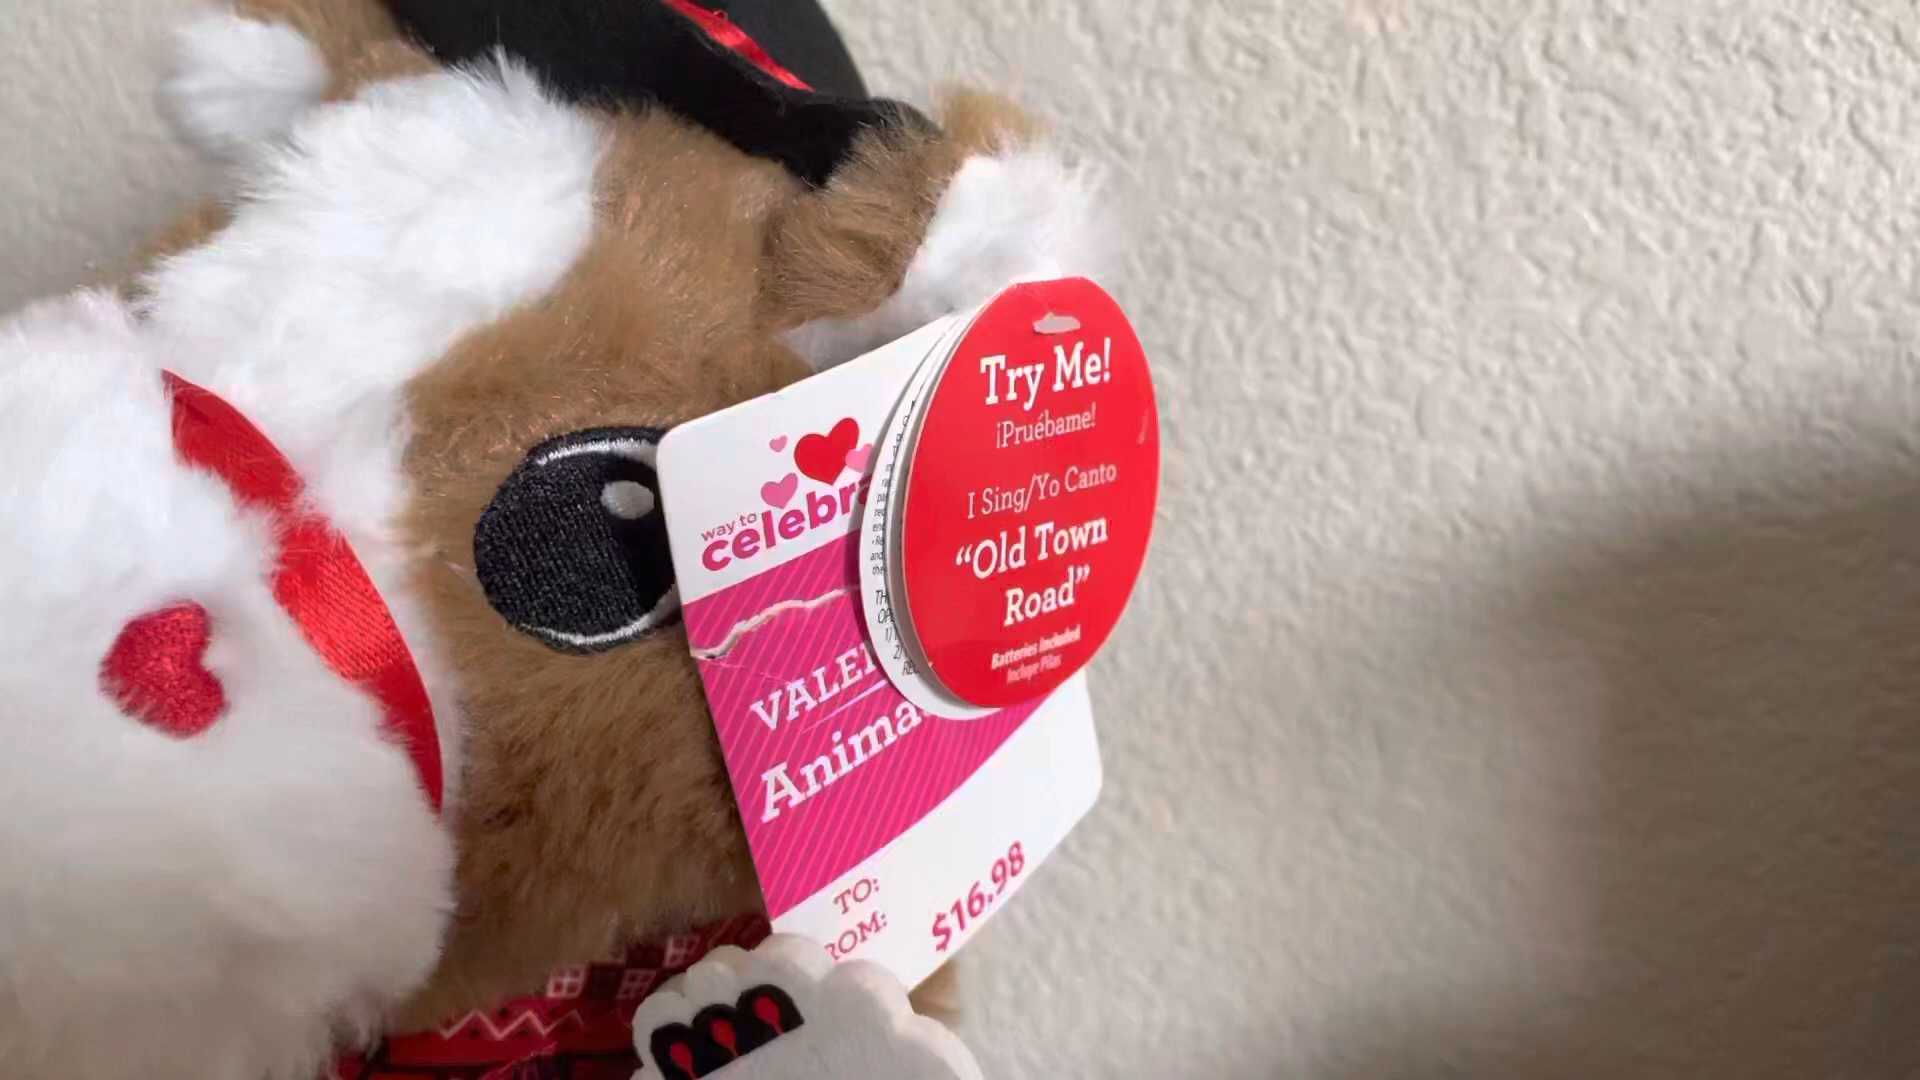 Try Me!
¡Pruébame!
I Sing/Yo Canto
“Old Town
Road”
Batteries Included
Incluye Pilas
way to
celebra
VALE
Anima
TO:
ROM:
$16.98